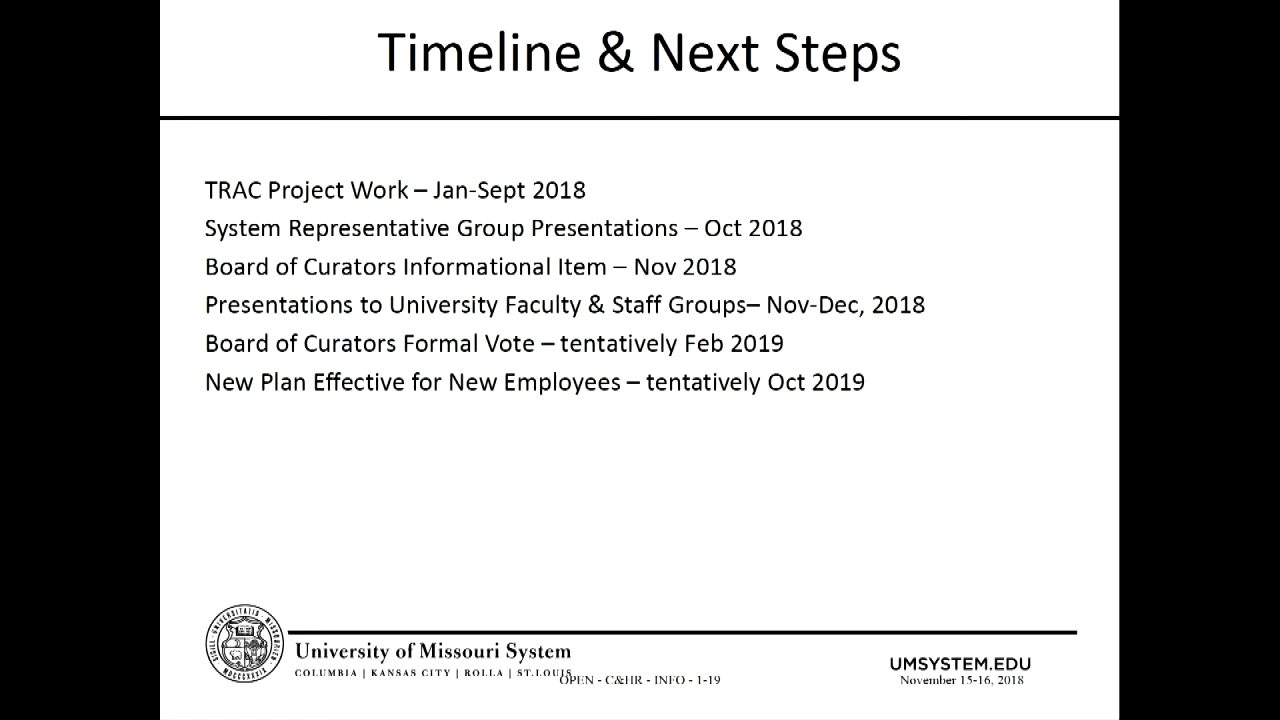 Timeline & Next Steps
TRAC Project Work – Jan-Sept 2018
System Representative Group Presentations – Oct 2018
Board of Curators Informational Item – Nov 2018
Presentations to University Faculty & Staff Groups– Nov-Dec, 2018
Board of Curators Formal Vote – tentatively Feb 2019
New Plan Effective for New Employees – tentatively Oct 2019
University of Missouri System
COLUMBIA | KANSAS CITY | ROLLA | ST.LOUIS
OPEN - C&HR - INFO - 1-19
UMSYSTEM.EDU
November 15-16, 2018